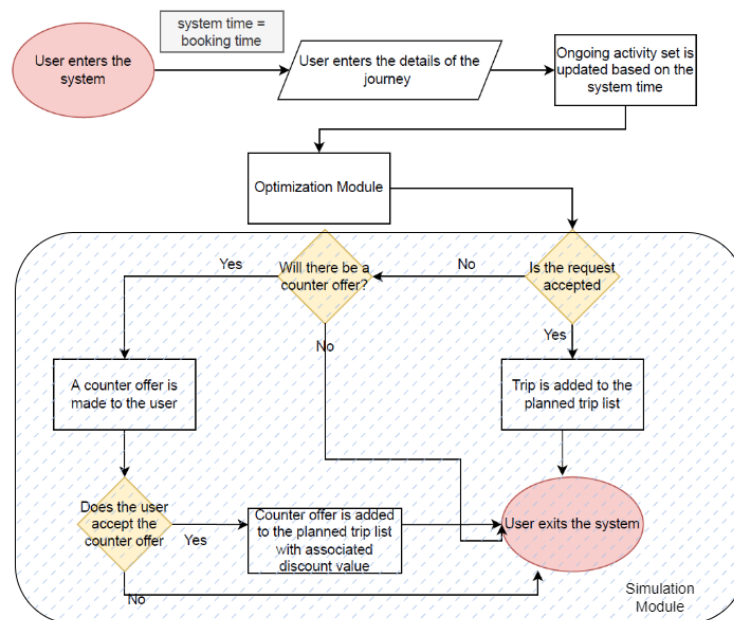 system time =
booking time
User enters the
system
User enters the details of the
journey
Ongoing activity set is
updated based on the
system time
Optimization Module
Yes
Will there be a
counter offer?
No
Is the request
accepted
No
Yes
A counter offer is
made to the user
Trip is added to the
planned trip list
Does the user
accept the
counter offer
Yes
Counter offer is added
to the planned trip list
with associated
discount value
User exits the system
No
Simulation
Module